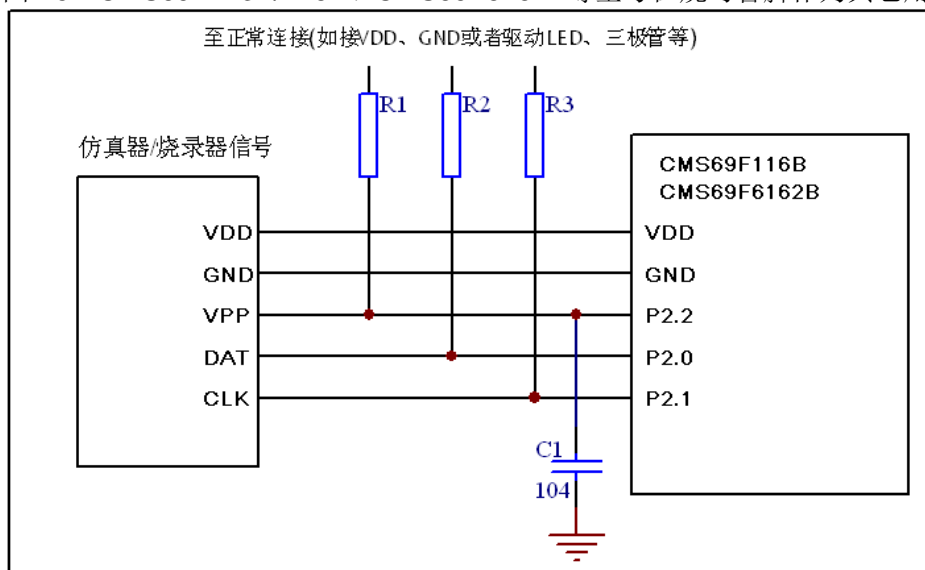 至正常连接(如接VDD、GND或者驱动LED、三极管等)
R1 R2 R3
仿真器/烧录器信号
CMS69F116B
CMS69F6162B
VDD VDD
GND GND
VPP P2.2
DAT P2.0
CLK P2.1
C1
104